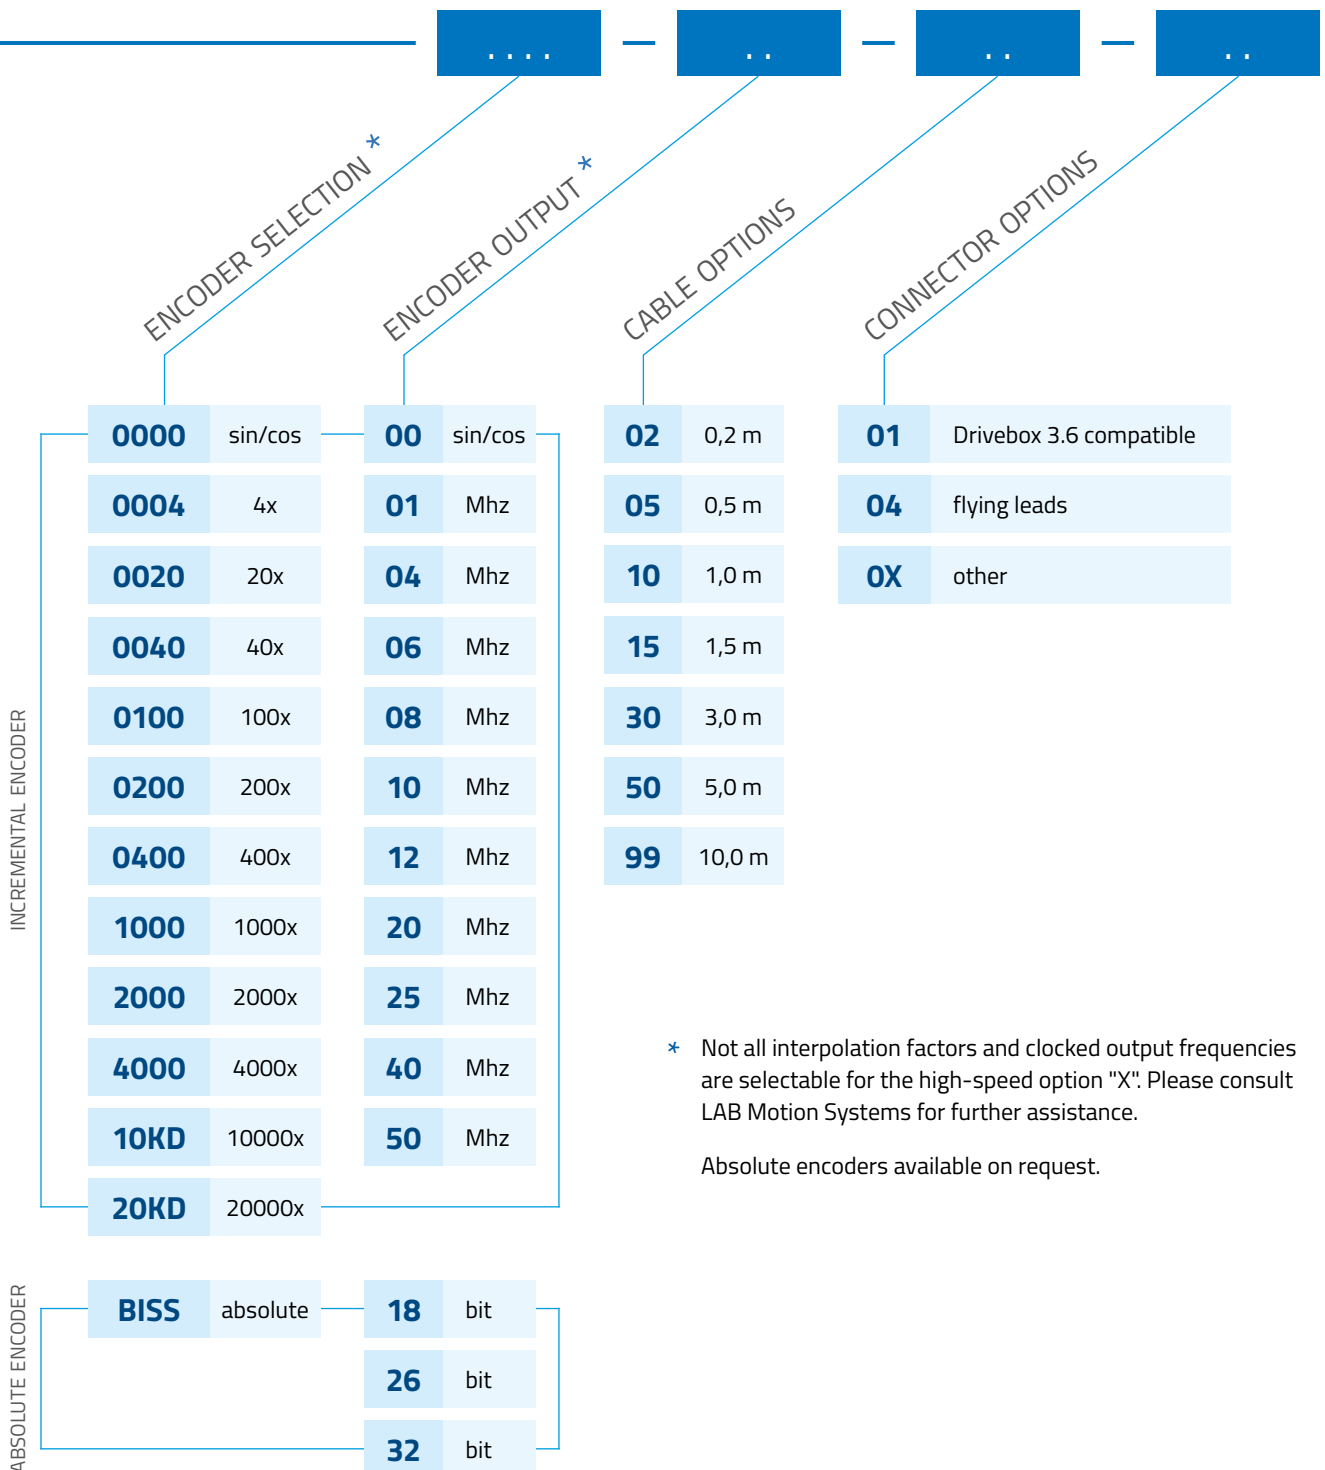 . . . .
. .
. .
. .
ENCODER SELECTION *
ENCODER OUTPUT *
CABLE OPTIONS
CONNECTOR OPTIONS
INCREMENTAL ENCODER
0000 sin/cos 00 sin/cos 02 0,2 m 01 Drivebox 3.6 compatible
0004 4x 01 Mhz 05 0,5 m 04 flying leads
0020 20x 04 Mhz 10 1,0 m 0X other
0040 40x 06 Mhz 15 1,5 m
0100 100x 08 Mhz 30 3,0 m
0200 200x 10 Mhz 50 5,0 m
0400 400x 12 Mhz 99 10,0 m
1000 1000x 20 Mhz
2000 2000x 25 Mhz
4000 4000x 40 Mhz
10KD 10000x 50 Mhz
20KD 20000x
* Not all interpolation factors and clocked output frequencies
are selectable for the high-speed option "X". Please consult
LAB Motion Systems for further assistance.
Absolute encoders available on request.
ABSOLUTE ENCODER
BISS absolute 18 bit
26 bit
32 bit